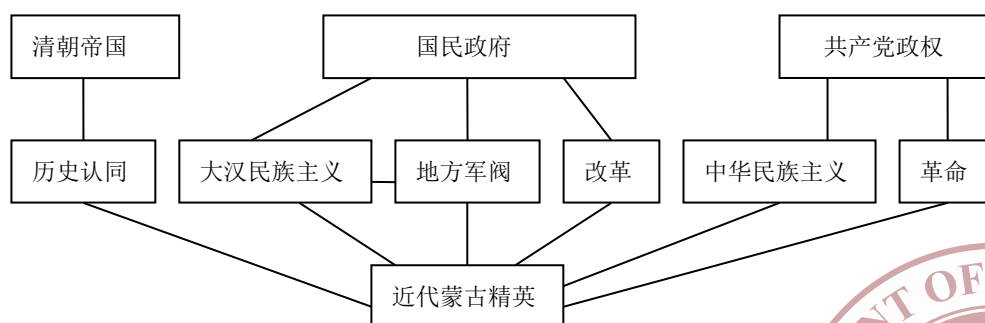 清朝帝国
国民政府
共产党政权
历史认同
大汉民族主义
地方军阀
改革
中华民族主义
革命
近代蒙古精英
NT OF